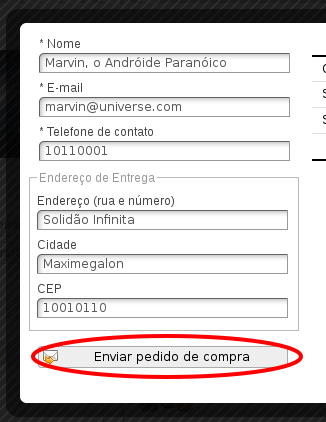 * Nome
Marvin, o Andróide Paranóico
* E-mail
marvin@universe.com
* Telefone de contato
10110001
Endereço de Entrega
Endereço (rua e número)
Solidão Infinita
Cidade
Maximegalon
CEP
10010110
Enviar pedido de compra